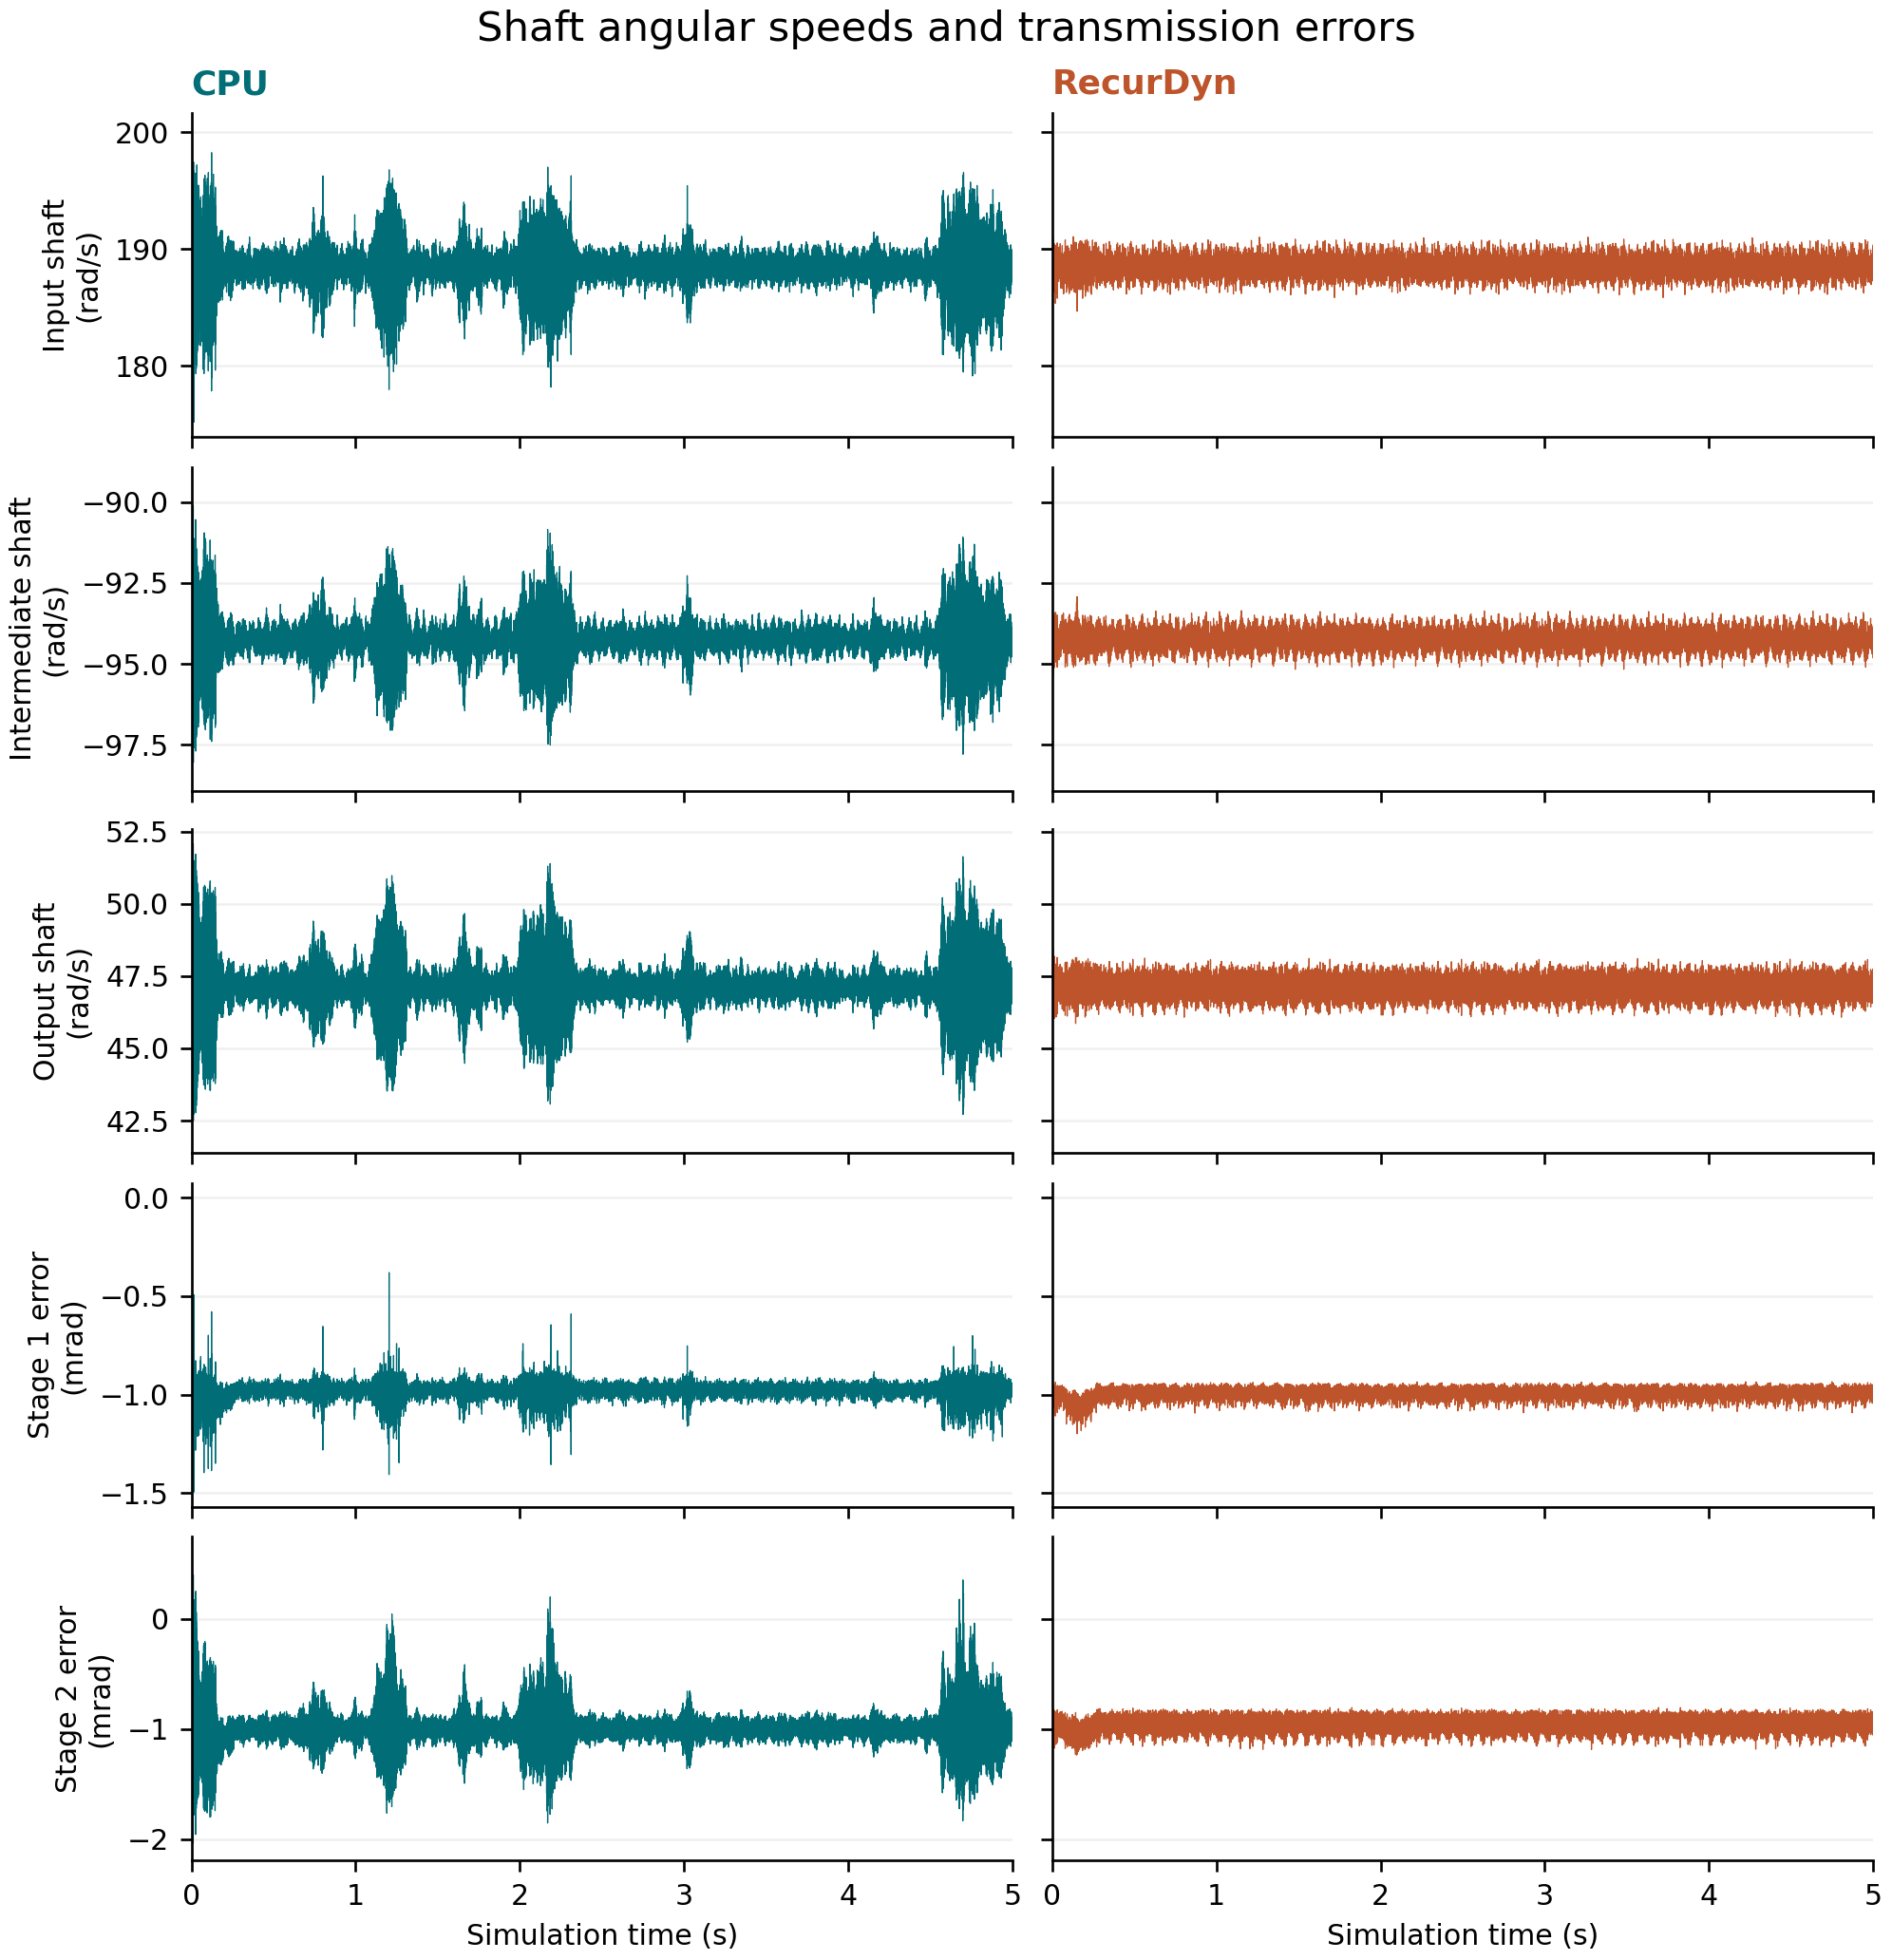 Shaft angular speeds and transmission errors
CPU
RecurDyn
Input shaft
(rad/s)
200
190
180
Intermediate shaft
(rad/s)
−90.0
−92.5
−95.0
−97.5
Output shaft
(rad/s)
52.5
50.0
47.5
45.0
42.5
Stage 1 error
(mrad)
0.0
−0.5
−1.0
−1.5
Stage 2 error
(mrad)
0
−1
−2
0 1 2 3 4 5
0 1 2 3 4 5
Simulation time (s)
Simulation time (s)